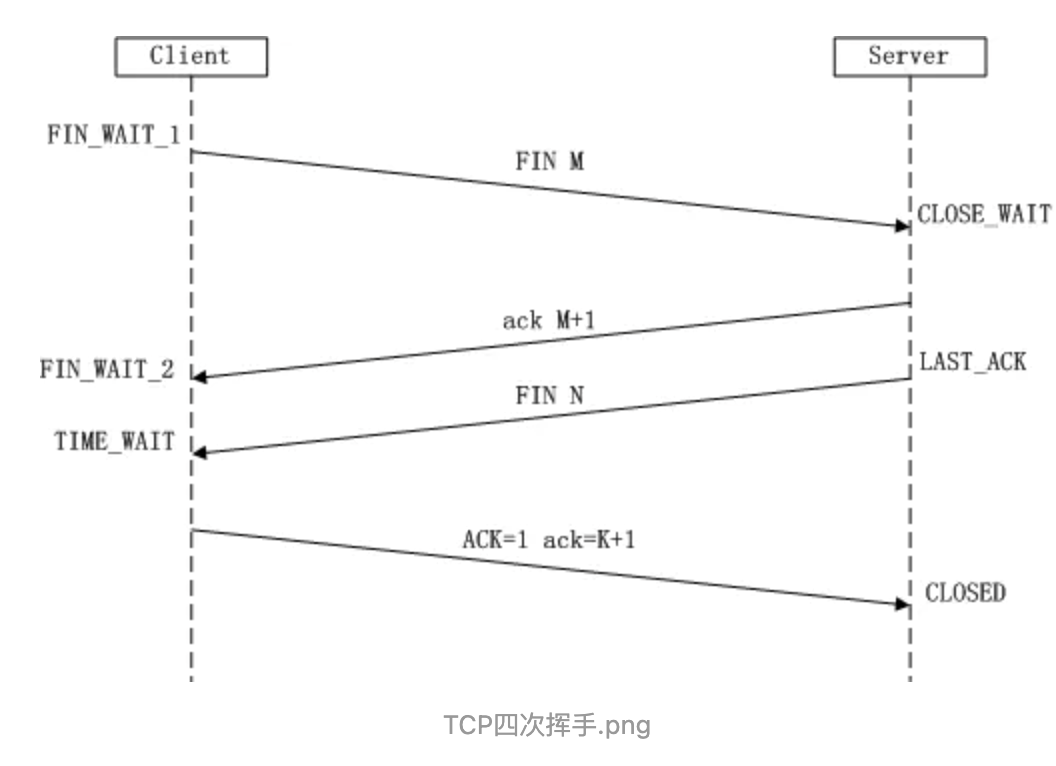 Client
Server
FIN_WAIT_1
FIN M
CLOSE_WAIT
ack M+1
FIN_WAIT_2
LAST_ACK
FIN N
TIME_WAIT
ACK=1 ack=K+1
CLOSED
TCP四次挥手.png